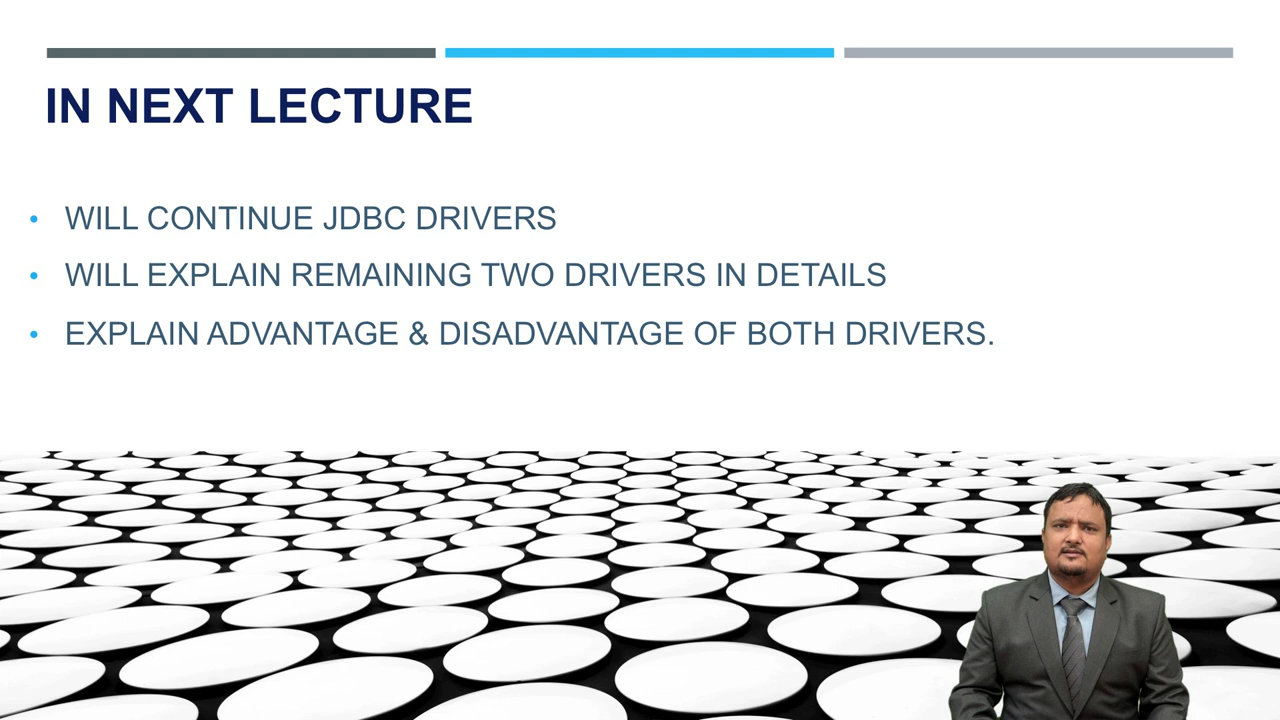 IN NEXT LECTURE
• WILL CONTINUE JDBC DRIVERS
• WILL EXPLAIN REMAINING TWO DRIVERS IN DETAILS
• EXPLAIN ADVANTAGE & DISADVANTAGE OF BOTH DRIVERS.